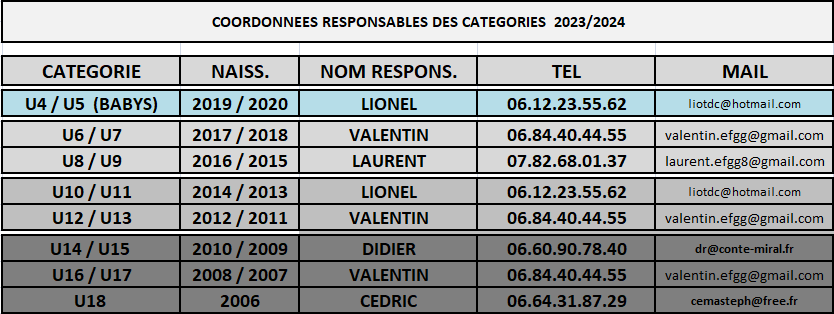 COORDONNEES RESPONSABLES DES CATEGORIES 2023/2024
CATEGORIE NAISS. NOM RESPONS. TEL MAIL
U4 / U5 (BABYS) 2019 / 2020 LIONEL 06.12.23.55.62 liotdc@hotmail.com
U6 / U7 2017 / 2018 VALENTIN 06.84.40.44.55 valentin.efgg@gmail.com
U8 / U9 2016 / 2015 LAURENT 07.82.68.01.37 laurent.efgg8@gmail.com
U10 / U11 2014 / 2013 LIONEL 06.12.23.55.62 liotdc@hotmail.com
U12 / U13 2012 / 2011 VALENTIN 06.84.40.44.55 valentin.efgg@gmail.com
U14 / U15 2010 / 2009 DIDIER 06.60.90.78.40 dr@conte-miral.fr
U16 / U17 2008 / 2007 VALENTIN 06.84.40.44.55 valentin.efgg@gmail.com
U18 2006 CEDRIC 06.64.31.87.29 cemasteph@free.fr